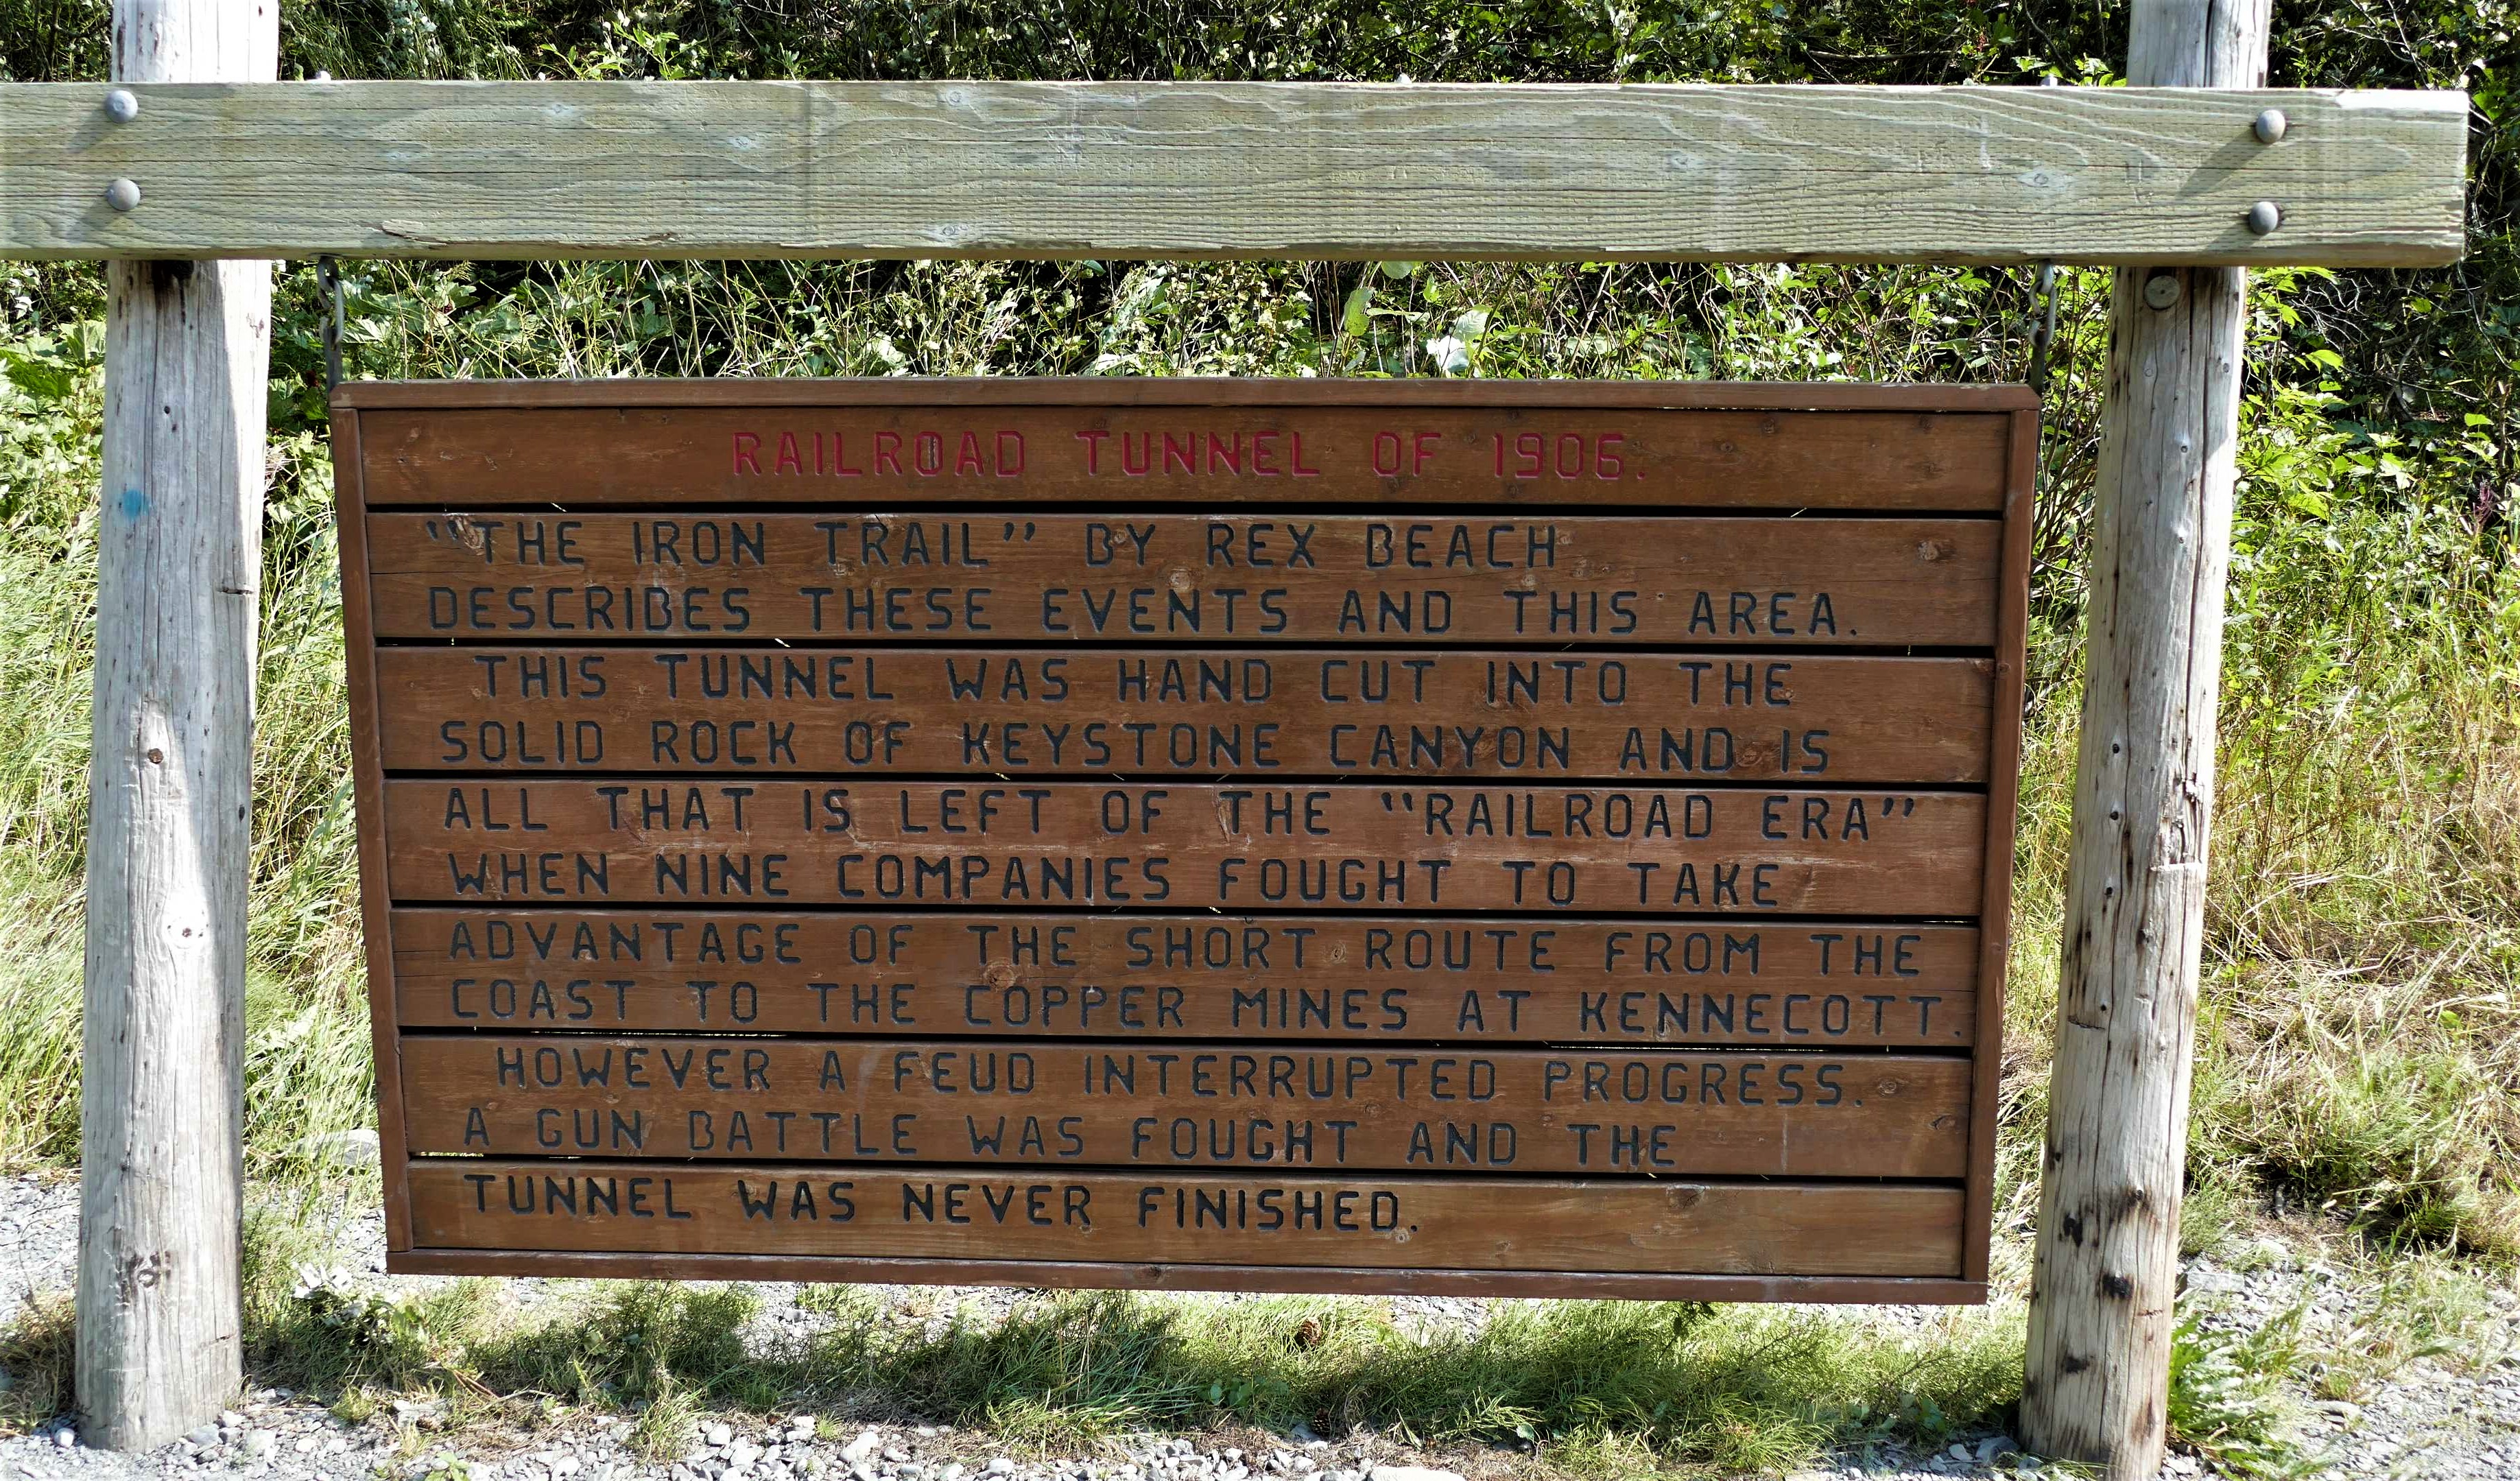 RAILROAD TUNNEL OF 1906.
"THE IRON TRAIL" BY REX BEACH
DESCRIBES THESE EVENTS AND THIS AREA.
THIS TUNNEL WAS HAND CUT INTO THE
SOLID ROCK OF KEYSTONE CANYON AND IS
ALL THAT IS LEFT OF THE "RAILROAD ERA"
WHEN NINE COMPANIES FOUGHT TO TAKE
ADVANTAGE OF THE SHORT ROUTE FROM THE
COAST TO THE COPPER MINES AT KENNECOTT.
HOWEVER A FEUD INTERRUPTED PROGRESS.
A GUN BATTLE WAS FOUGHT AND THE
TUNNEL WAS NEVER FINISHED.